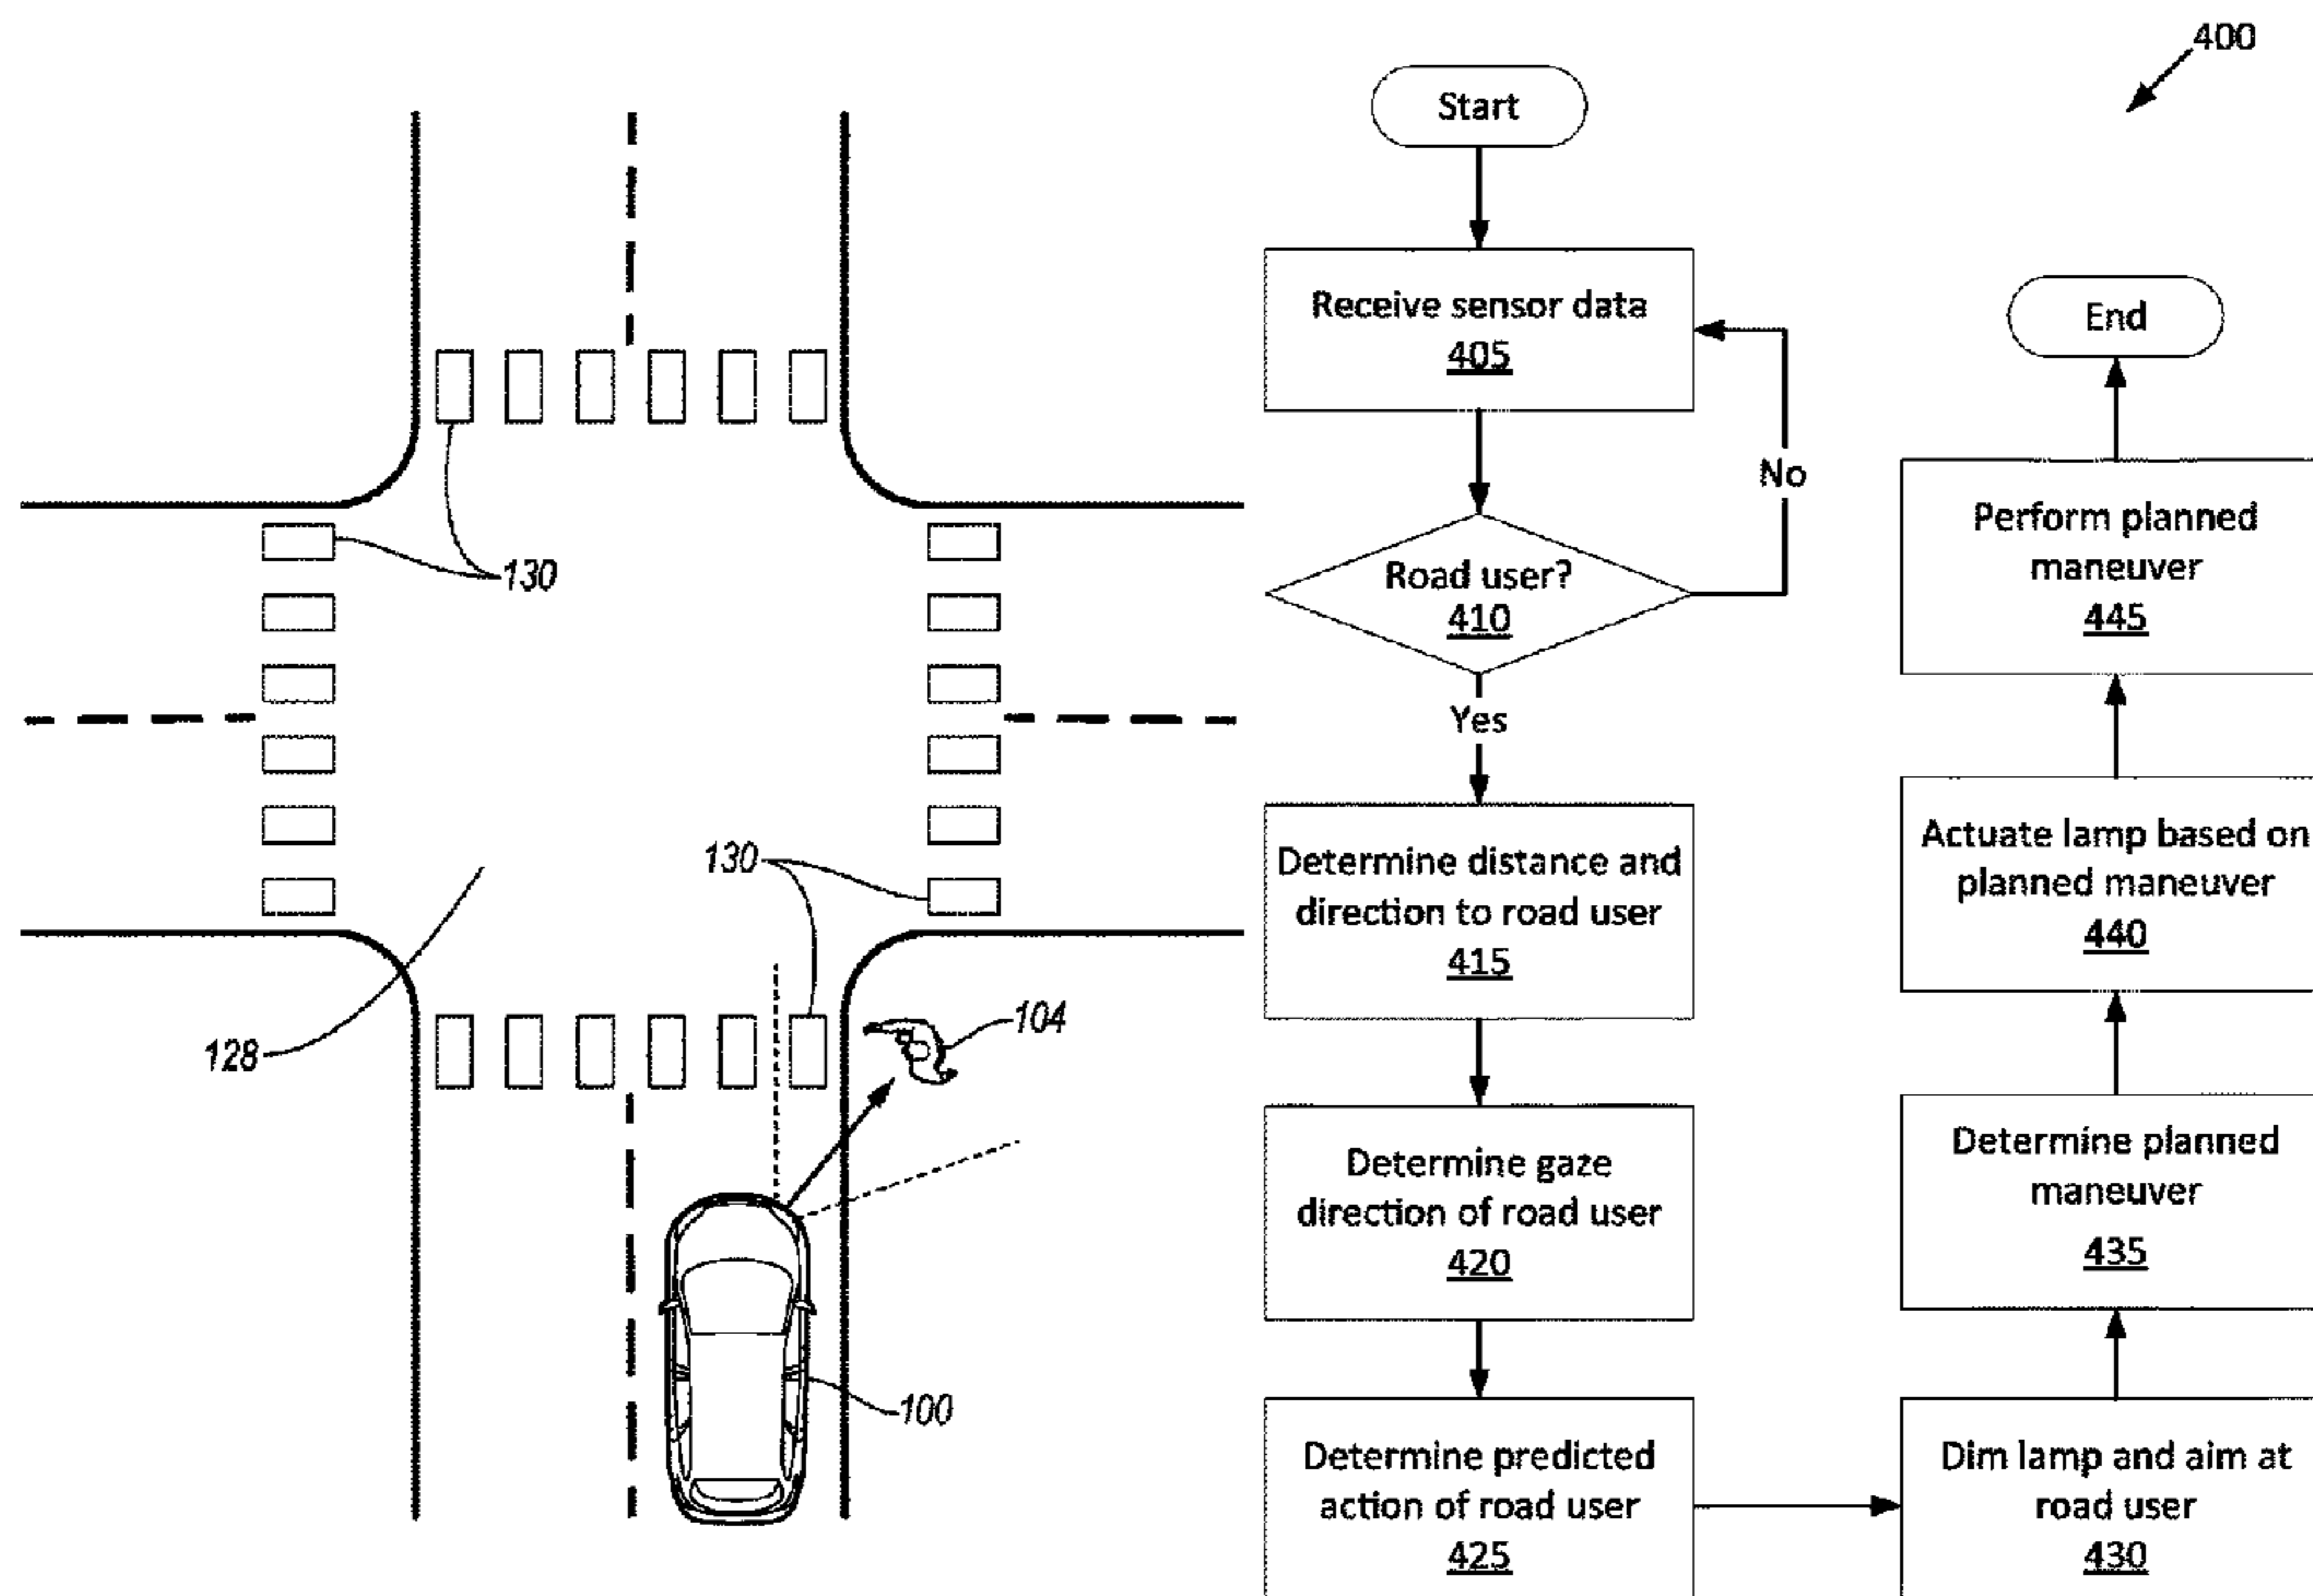 130
130
104
128
100
400
Start
Receive sensor data
405
Road user?
410
No
Yes
Determine distance and
direction to road user
415
Determine gaze
direction of road user
420
Determine predicted
action of road user
425
Dim lamp and aim at
road user
430
Determine planned
maneuver
435
Actuate lamp based on
planned maneuver
440
Perform planned
maneuver
445
End